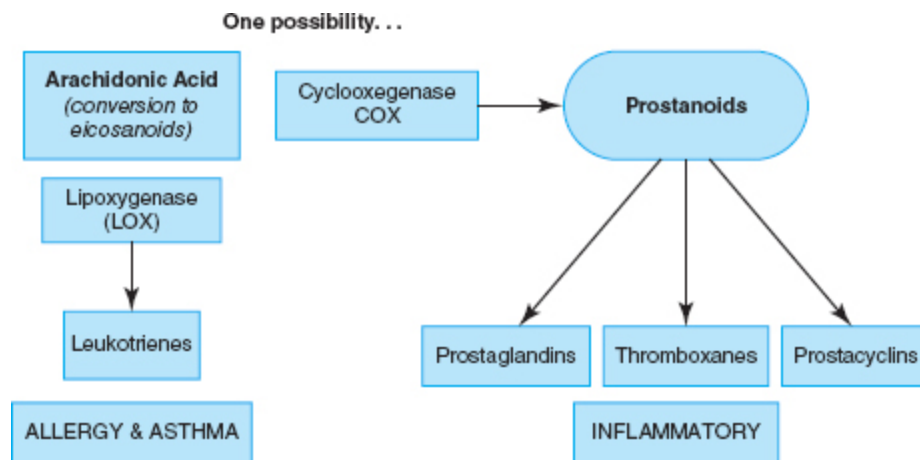 One possibility. . .
Arachidonic Acid
(conversion to
eicosanoids)
Cyclooxegenase
COX
Prostanoids
Lipoxygenase
(LOX)
Leukotrienes
Prostaglandins
Thromboxanes
Prostacyclins
ALLERGY & ASTHMA
INFLAMMATORY